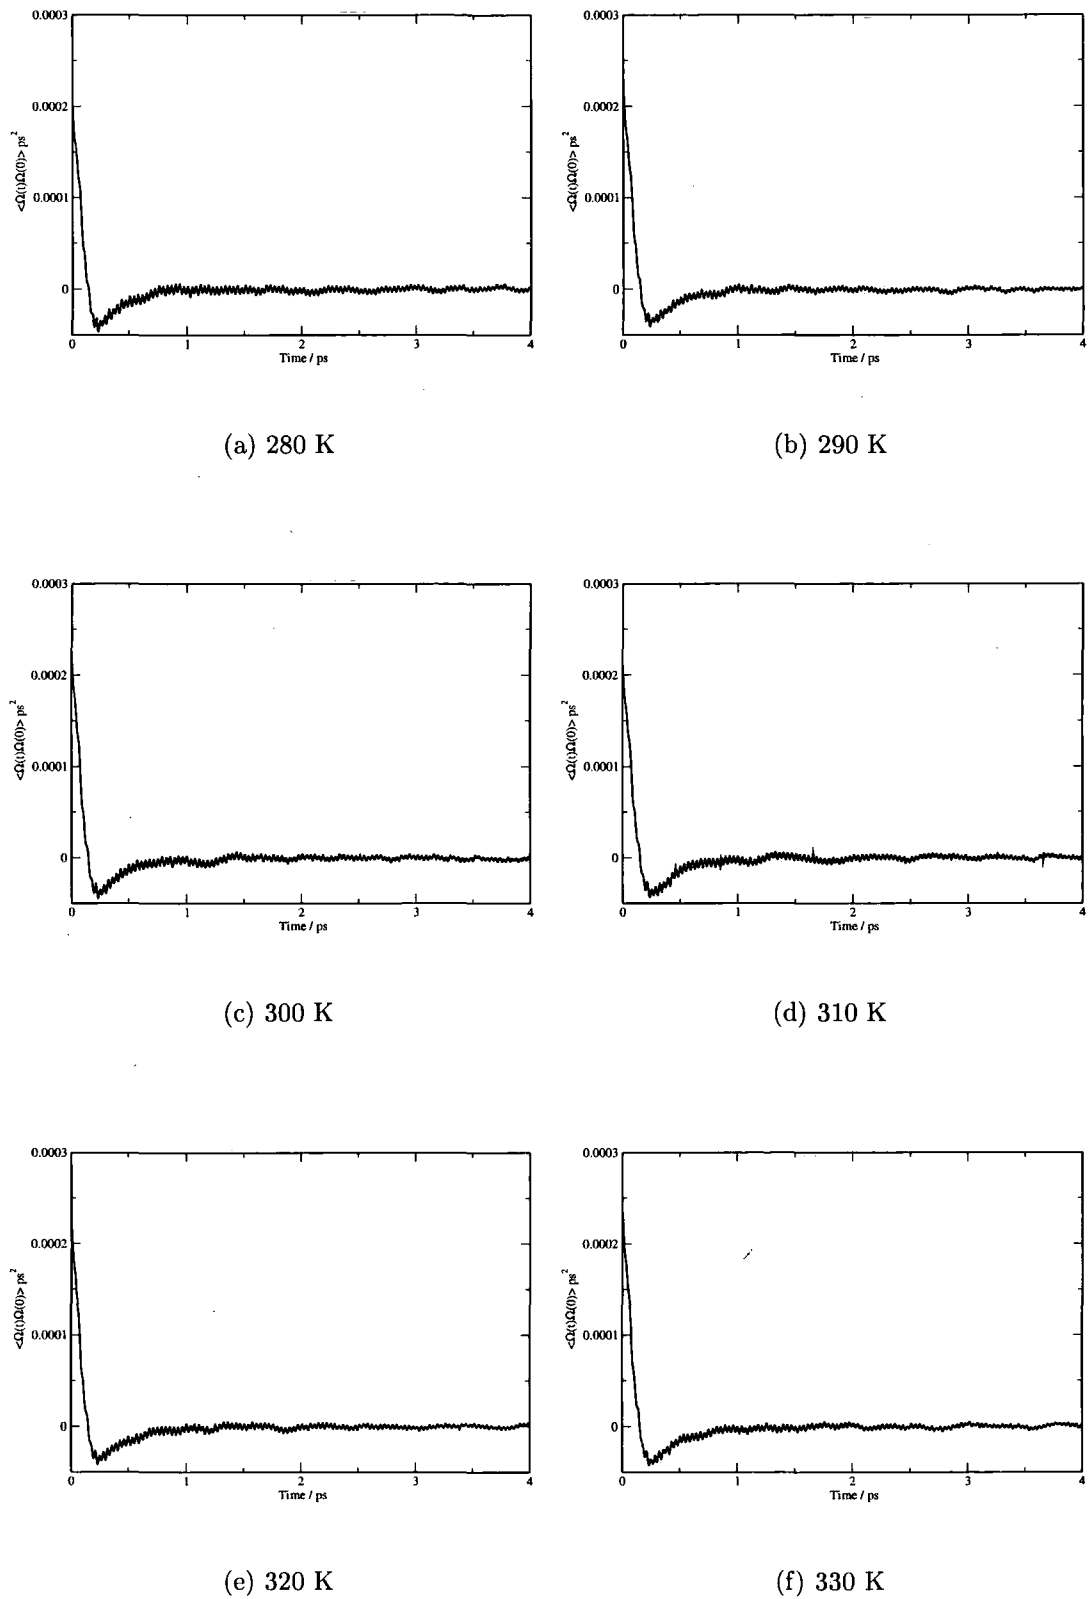 0.0003
0.0002
0.0001
0
<Ω(t)Ω(0)> ps²
0 1 2 3 4
Time / ps
(a) 280 K
0.0003
0.0002
0.0001
0
<Ω(t)Ω(0)> ps²
0 1 2 3 4
Time / ps
(b) 290 K
0.0003
0.0002
0.0001
0
<Ω(t)Ω(0)> ps²
0 1 2 3 4
Time / ps
(c) 300 K
0.0003
0.0002
0.0001
0
<Ω(t)Ω(0)> ps²
0 1 2 3 4
Time / ps
(d) 310 K
0.0003
0.0002
0.0001
0
<Ω(t)Ω(0)> ps²
0 1 2 3 4
Time / ps
(e) 320 K
0.0003
0.0002
0.0001
0
<Ω(t)Ω(0)> ps²
0 1 2 3 4
Time / ps
(f) 330 K